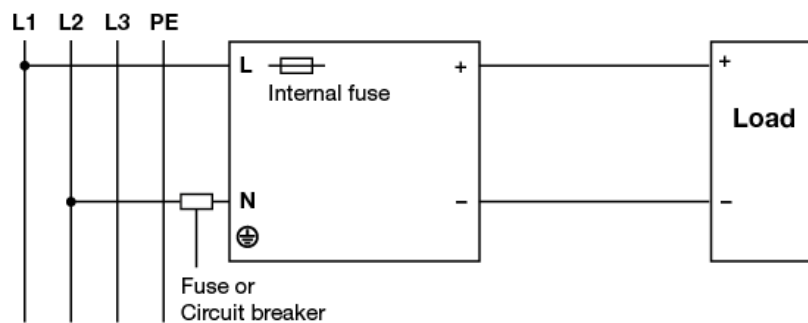 L1 L2 L3 PE
L + +
Internal fuse
Load
N − −
Fuse or
Circuit breaker